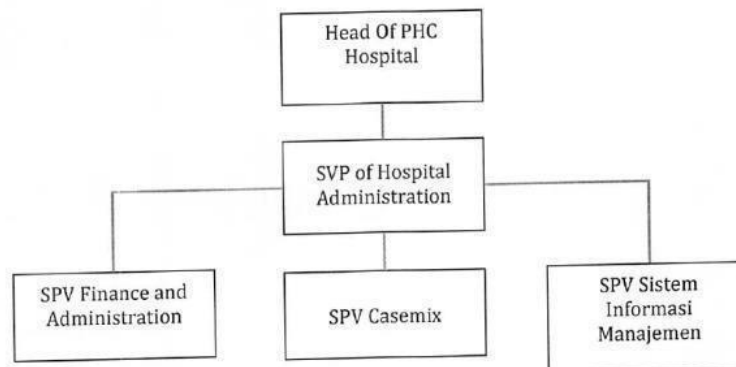 Head Of PHC
Hospital
SVP of Hospital
Administration
SPV Finance and
Administration
SPV Casemix
SPV Sistem
Informasi
Manajemen